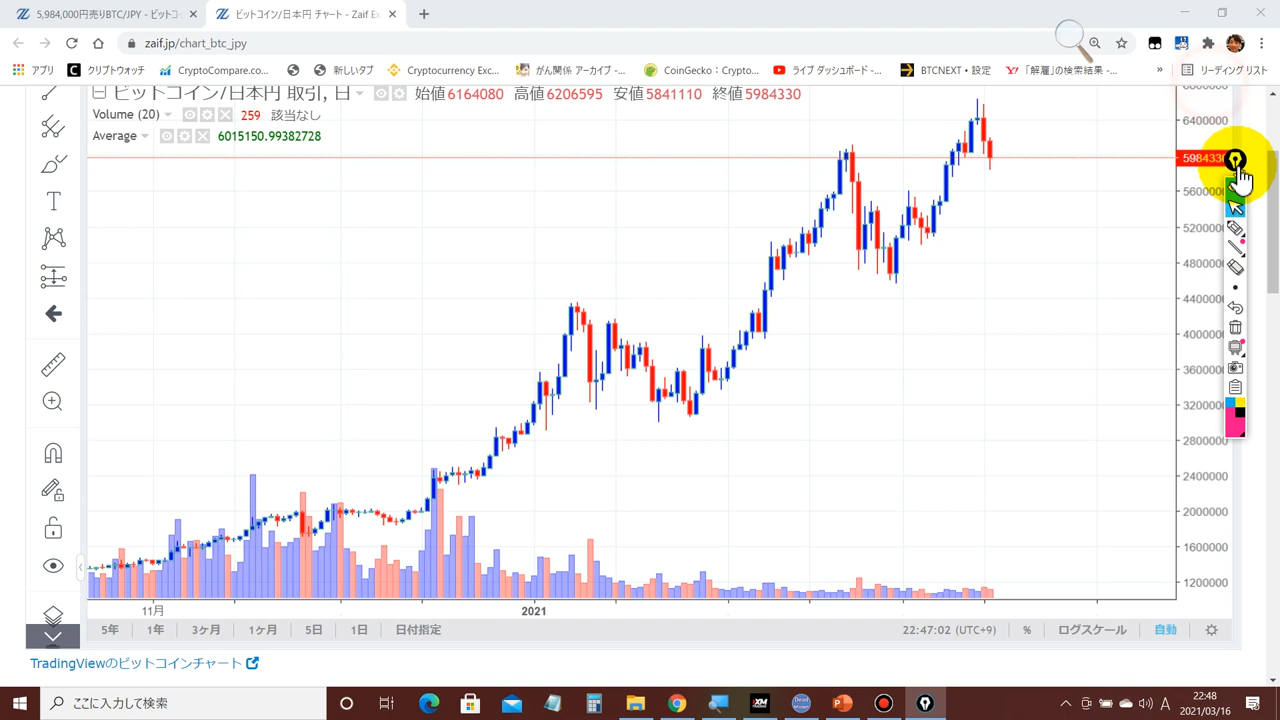 5,984,000円売りBTC/JPY - ビットコ
ビットコイン/日本円 チャート - Zaif Ex
zaif.jp/chart_btc_jpy
アプリ
クリプトウォッチ
CryptoCompare.co...
新しいタブ
Cryptocurrency Exc...
がん関係 アーカイブ -...
CoinGecko : Crypto...
ライブ ダッシュボード - ...
BTCNEXT・設定
「解雇」の検索結果 - ...
»
リーディング リスト
ビットコイン/日本円 取引, 日
始値6164080 高値6206595 安値5841110 終値5984330
Volume (20) 259 該当なし
Average 6015150.99382728
6800000
6400000
5984330
5600000
5200000
4800000
4400000
4000000
3600000
3200000
2800000
2400000
2000000
1600000
1200000
11月
2021
5年 1年 3ヶ月 1ヶ月 5日 1日 日付指定
22:47:02 (UTC+9) % ログスケール 自動
TradingViewのビットコインチャート
ここに入力して検索
XM
A
22:48
2021/03/16